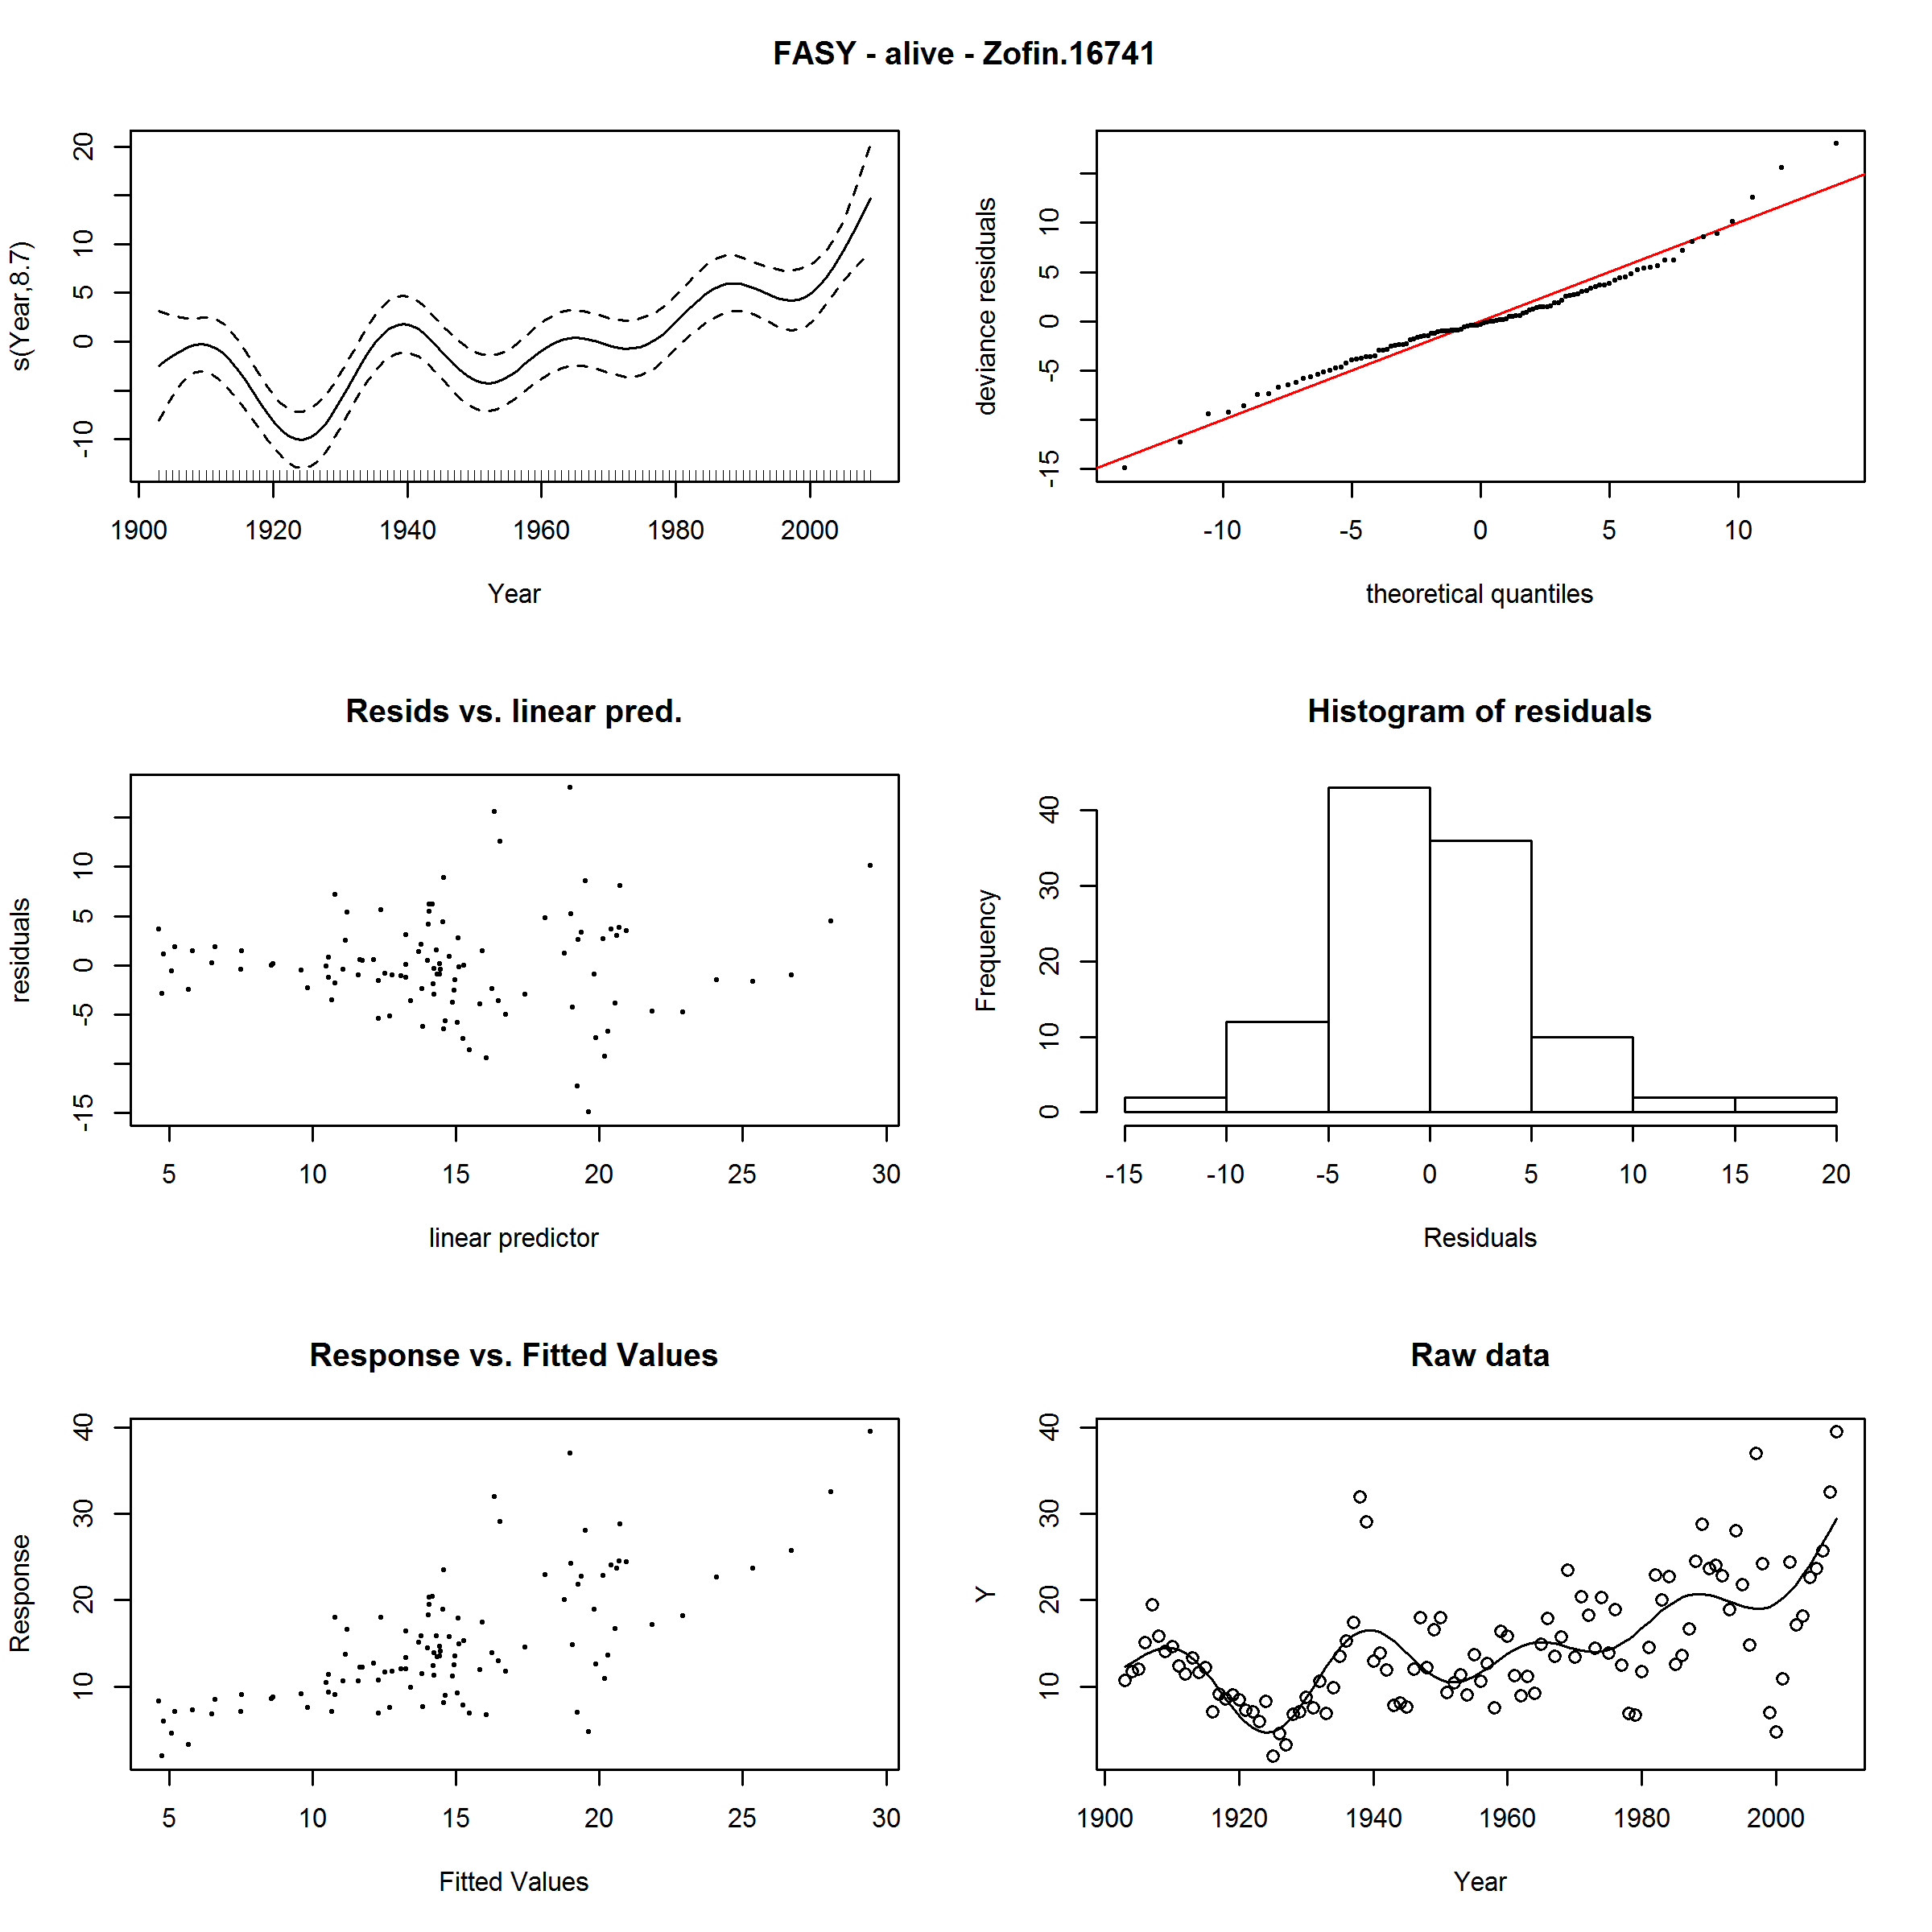 FASY - alive - Zofin.16741
s(Year,8.7)
-10 0 5 10 20
1900 1920 1940 1960 1980 2000
Year
deviance residuals
-15 -5 0 5 10
-10 -5 0 5 10
theoretical quantiles
Resids vs. linear pred.
residuals
-15 -5 0 5 10
5 10 15 20 25 30
linear predictor
Histogram of residuals
Frequency
0 10 20 30 40
-15 -10 -5 0 5 10 15 20
Residuals
Response vs. Fitted Values
Response
10 20 30 40
5 10 15 20 25 30
Fitted Values
Raw data
Y
10 20 30 40
1900 1920 1940 1960 1980 2000
Year